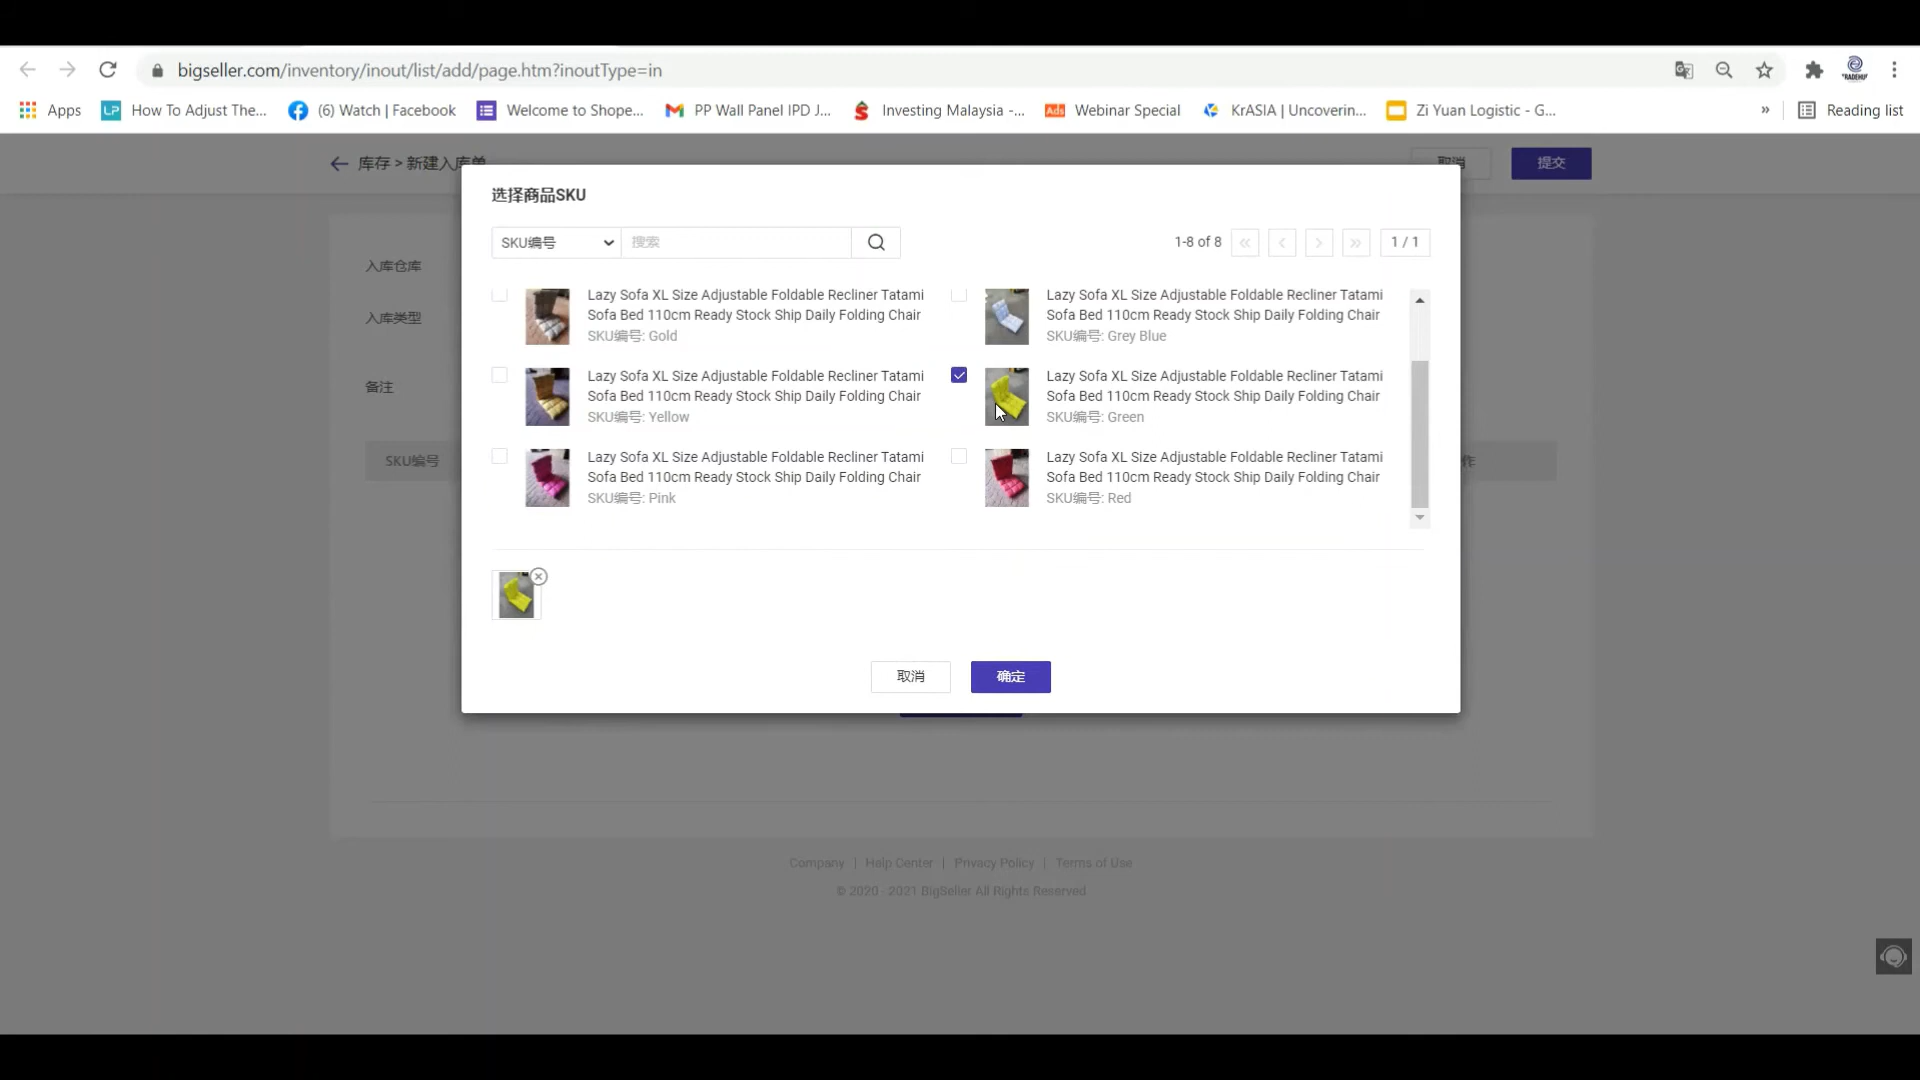 bigseller.com/inventory/inout/list/add/page.htm?inoutType=in
Apps
How To Adjust The...
(6) Watch | Facebook
Welcome to Shope...
PP Wall Panel IPD J...
Investing Malaysia -...
Ads Webinar Special
KrASIA | Uncoverin...
Zi Yuan Logistic - G...
»
Reading list
库存 > 新建入库单
取消
提交
选择商品SKU
SKU编号
搜索
1-8 of 8
1 / 1
入库仓库
入库类型
备注
SKU编号
作
Lazy Sofa XL Size Adjustable Foldable Recliner Tatami
Sofa Bed 110cm Ready Stock Ship Daily Folding Chair
SKU编号: Gold
Lazy Sofa XL Size Adjustable Foldable Recliner Tatami
Sofa Bed 110cm Ready Stock Ship Daily Folding Chair
SKU编号: Grey Blue
Lazy Sofa XL Size Adjustable Foldable Recliner Tatami
Sofa Bed 110cm Ready Stock Ship Daily Folding Chair
SKU编号: Yellow
Lazy Sofa XL Size Adjustable Foldable Recliner Tatami
Sofa Bed 110cm Ready Stock Ship Daily Folding Chair
SKU编号: Green
Lazy Sofa XL Size Adjustable Foldable Recliner Tatami
Sofa Bed 110cm Ready Stock Ship Daily Folding Chair
SKU编号: Pink
Lazy Sofa XL Size Adjustable Foldable Recliner Tatami
Sofa Bed 110cm Ready Stock Ship Daily Folding Chair
SKU编号: Red
取消
确定
Company | Help Center | Privacy Policy | Terms of Use
© 2020 - 2021 BigSeller All Rights Reserved